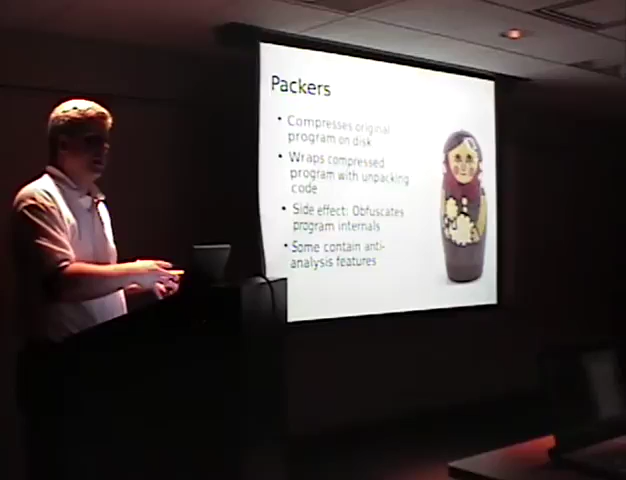 Packers
• Compresses original
program on disk
• Wraps compressed
program with unpacking
code
• Side effect: Obfuscates
program internals
• Some contain anti-
analysis features